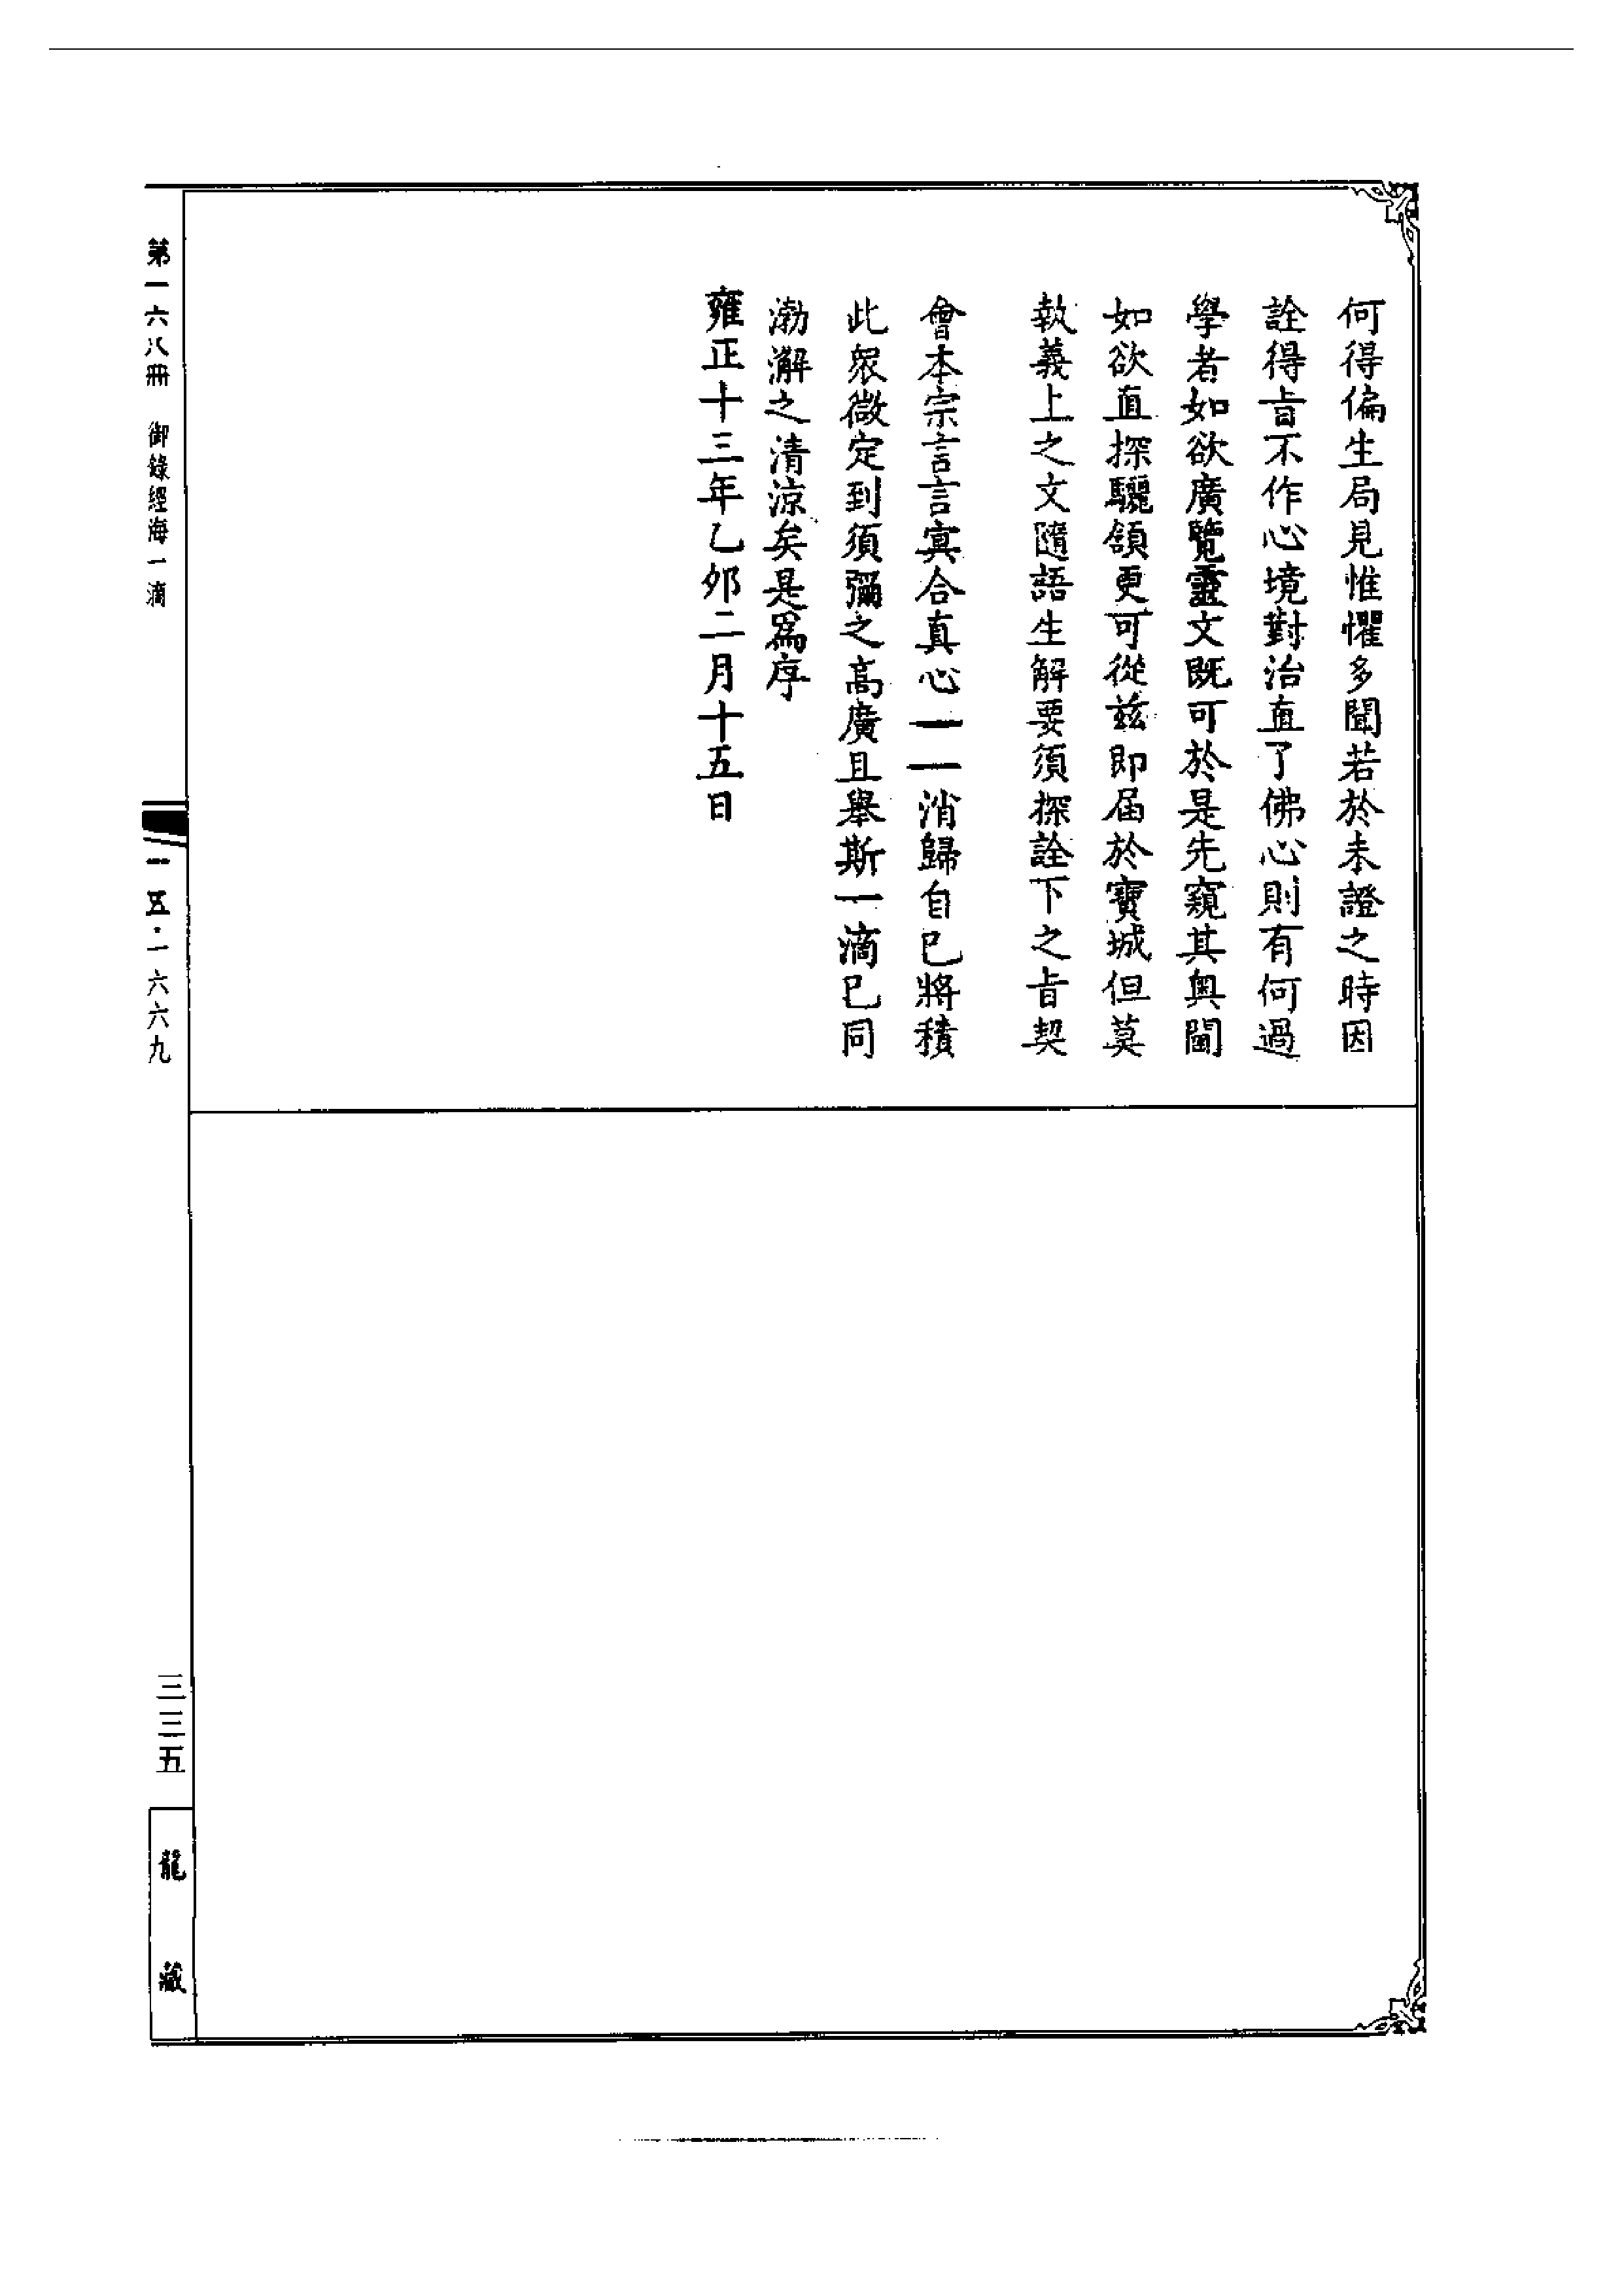 何得偏生局見惟懼多聞若於未證之時因
詮得旨不作心境對治直了佛心則有何過
學者如欲廣覽靈文既可於是先窺其奧閫
如欲直探驪頷更可從兹即屆於寶城但莫
執義上之文隨語生解要須探詮下之旨契
會本宗言言寞合真心一一消歸自已將積
此衆微定到須彌之高廣且舉斯一滴已同
渤澥之清涼矣是爲序
雍正十三年乙夘二月十五日
第一六八冊 御錄經海一滴
一五·一六六九
三三五
龍藏